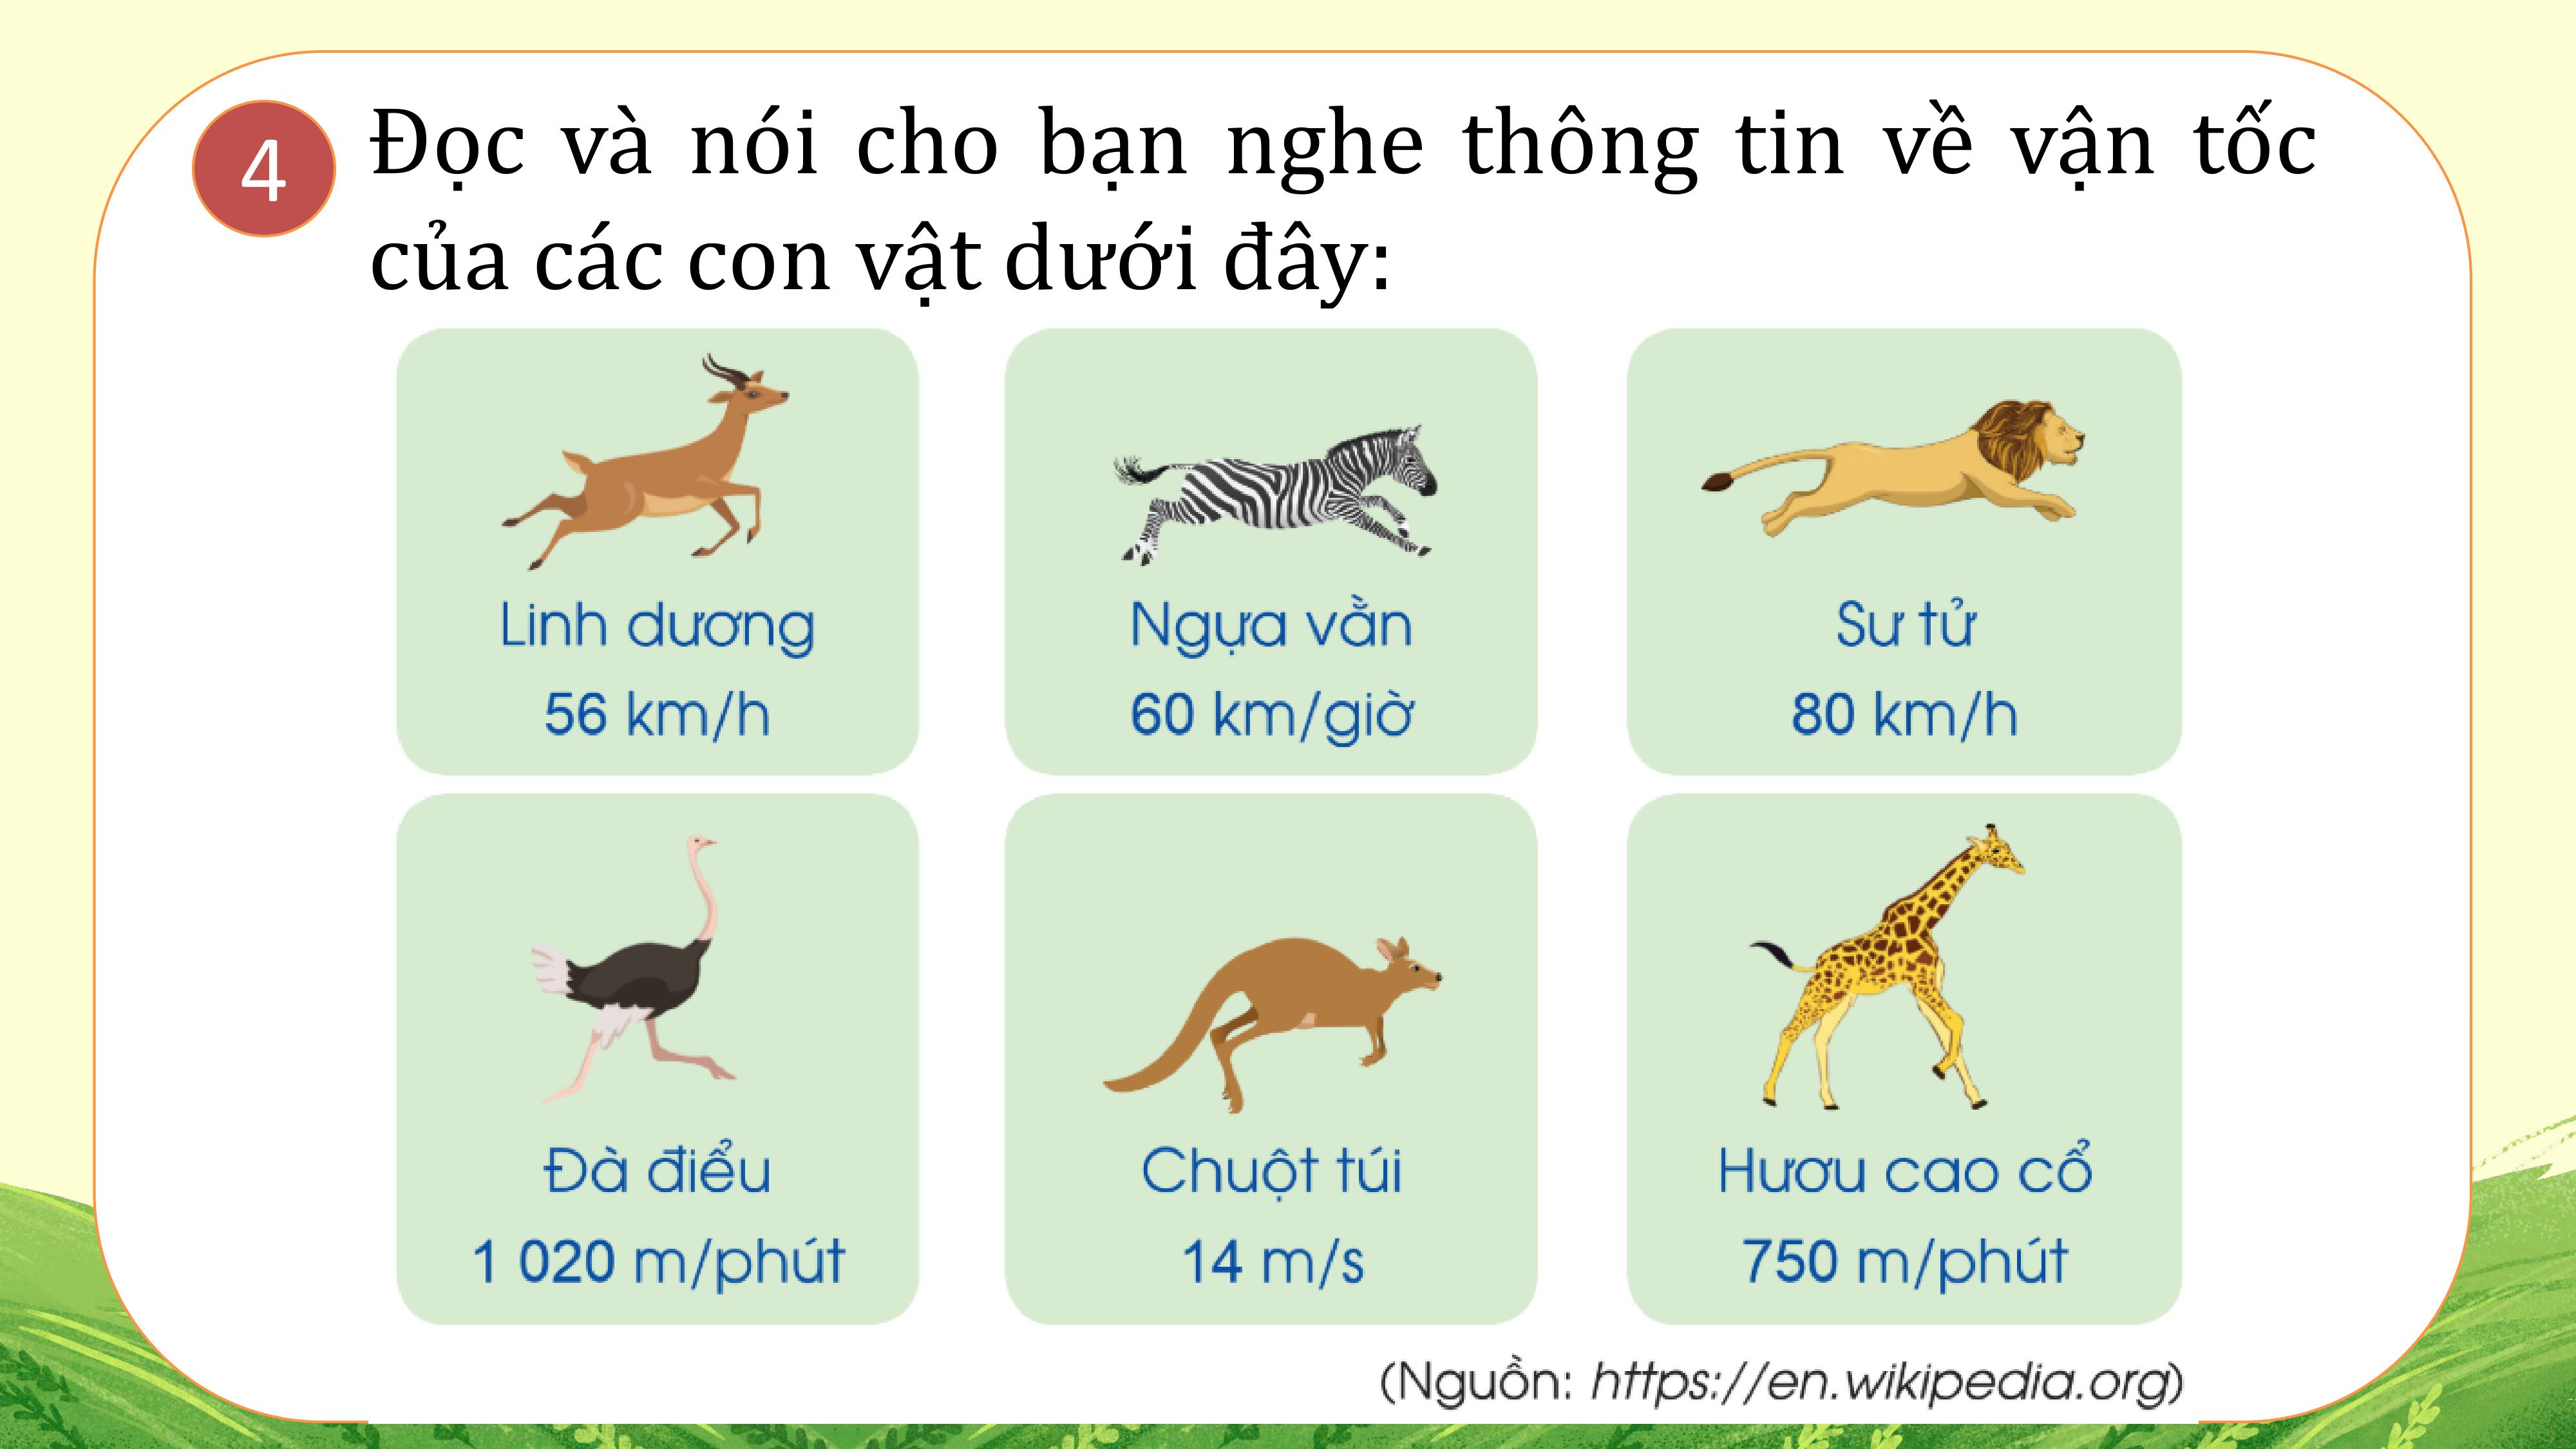 4
Đọc và nói cho bạn nghe thông tin về vận tốc
của các con vật dưới đây:
Linh dương
56 km/h
Ngựa vằn
60 km/giờ
Sư tử
80 km/h
Đà điểu
1 020 m/phút
Chuột túi
14 m/s
Hươu cao cổ
750 m/phút
(Nguồn: https://en.wikipedia.org)